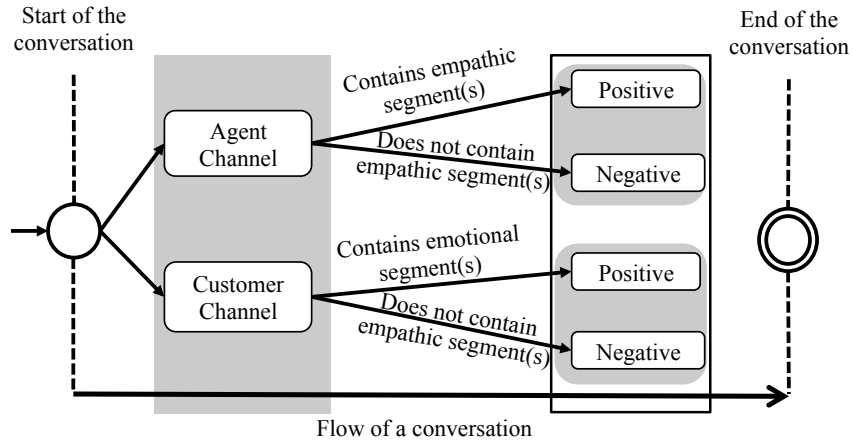 Start of the
conversation
End of the
conversation
Contains empathic
segment(s)
Positive
Agent
Channel
Does not contain
empathic segment(s)
Negative
Contains emotional
segment(s)
Positive
Customer
Channel
Does not contain
empathic segment(s)
Negative
Flow of a conversation